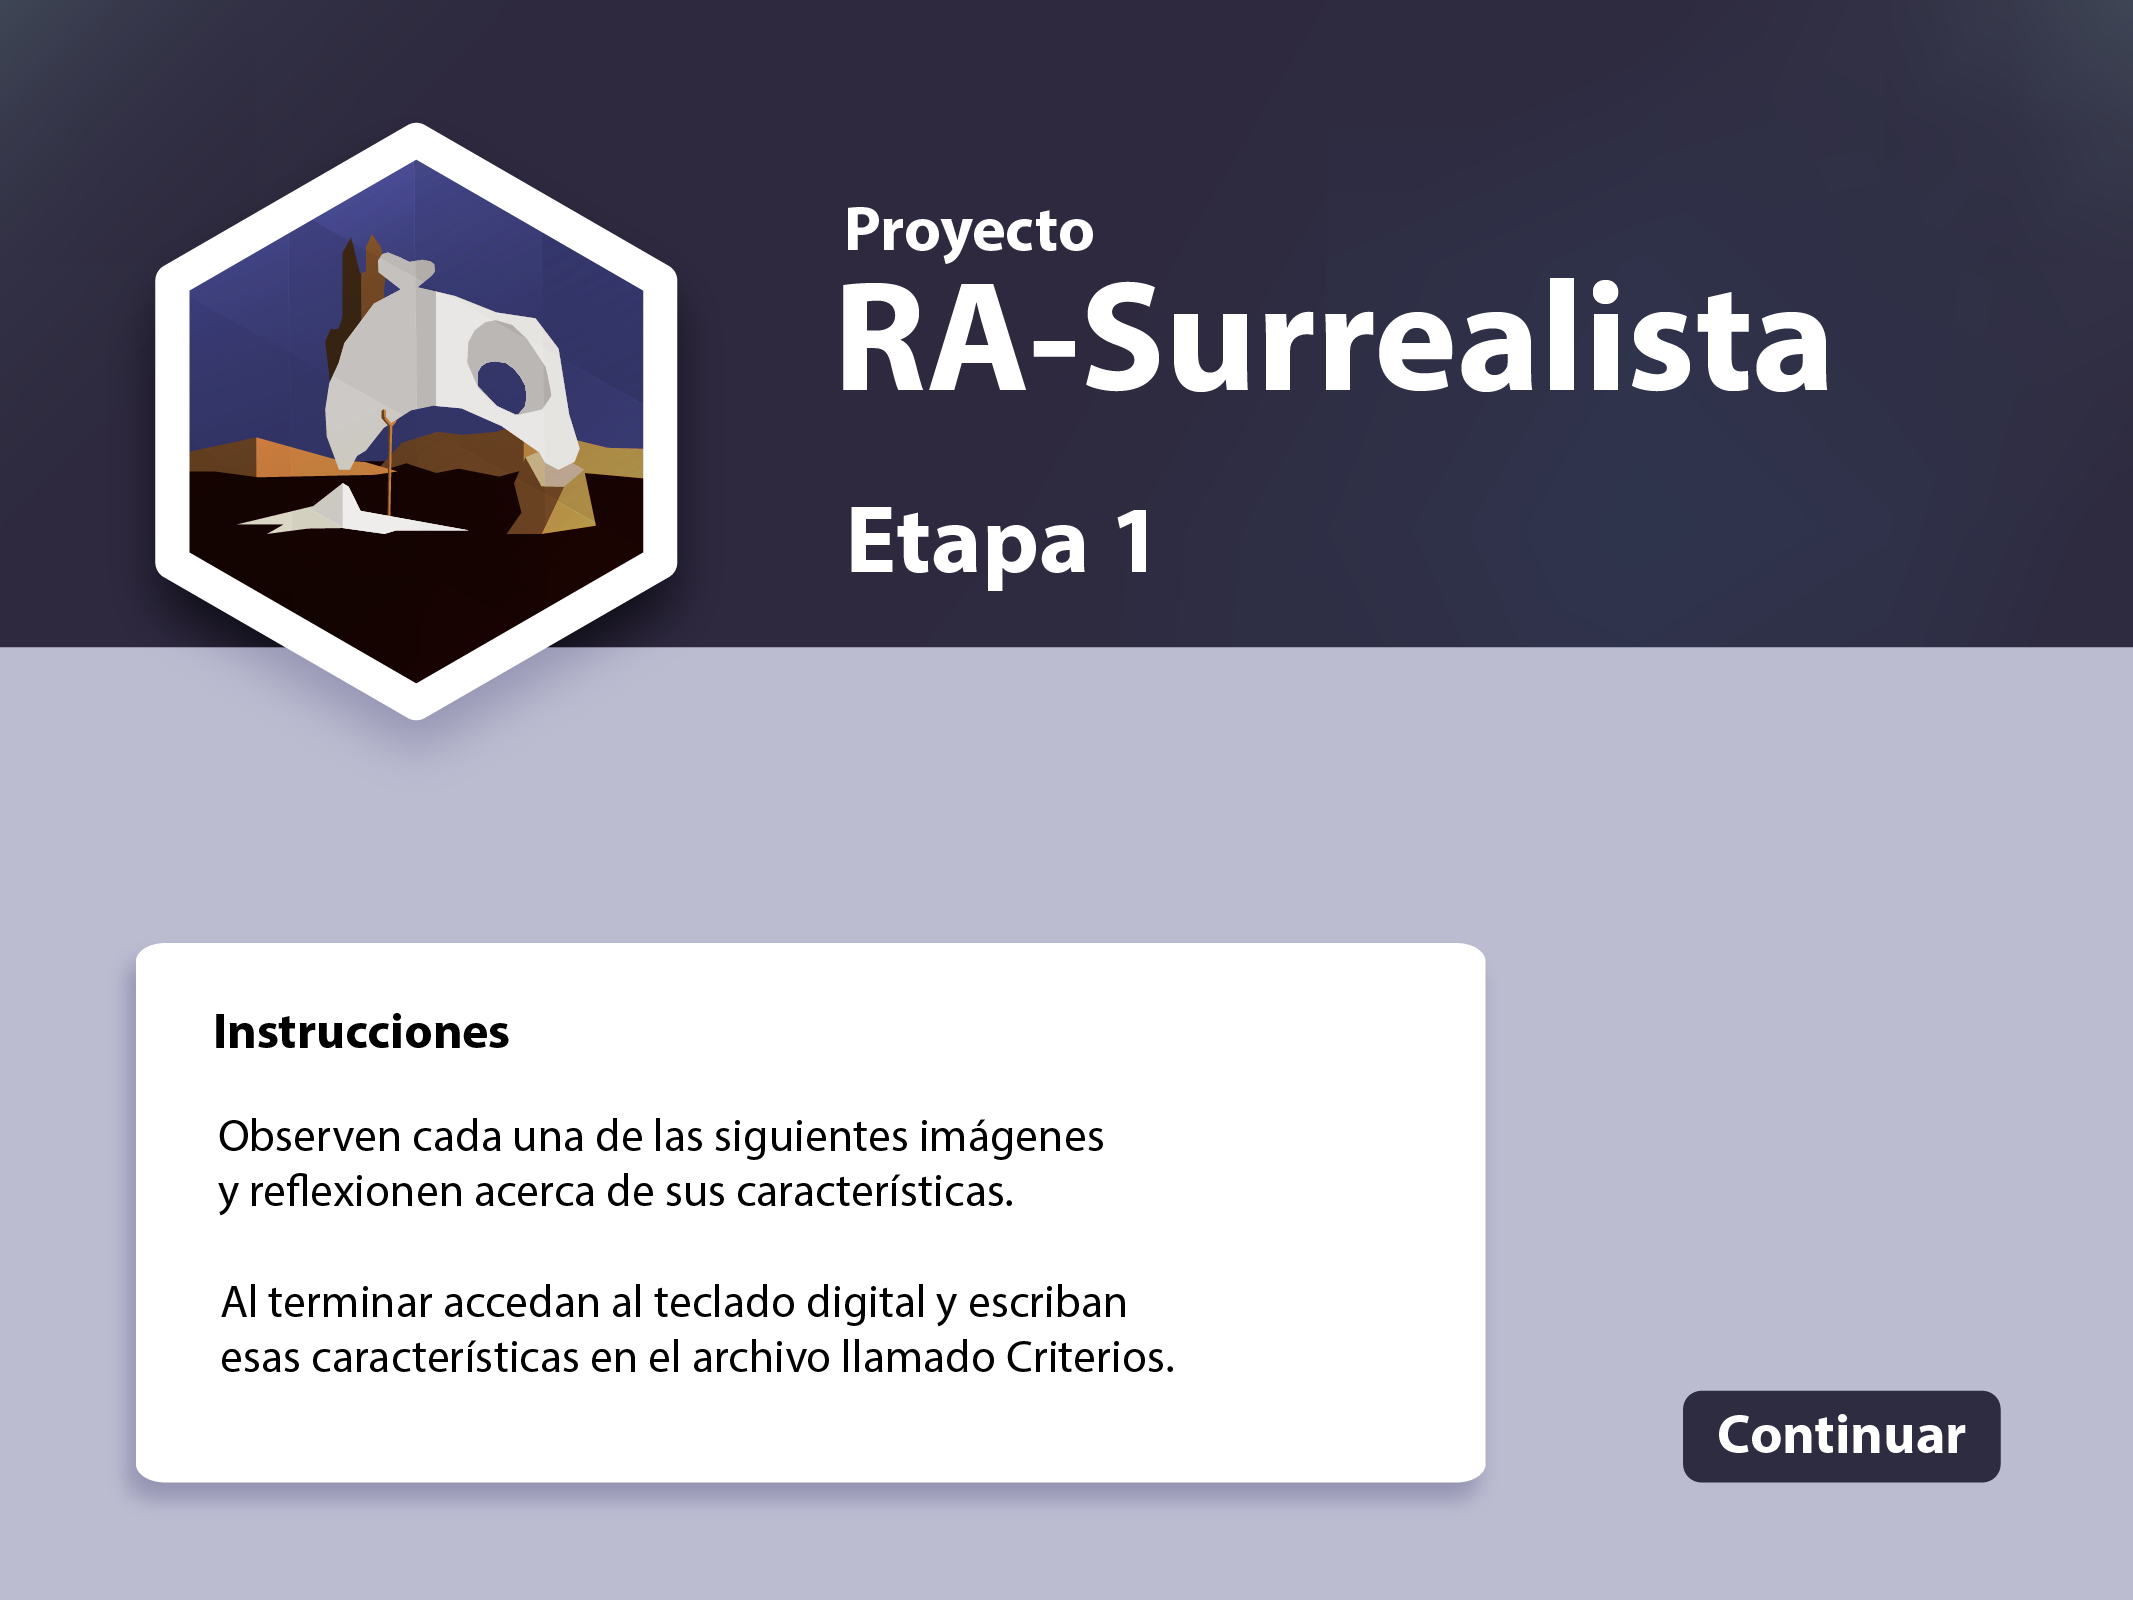 Proyecto
RA-Surrealista
Etapa 1
Instrucciones
Observen cada una de las siguientes imágenes
y reflexionen acerca de sus características.
Al terminar accedan al teclado digital y escriban
esas características en el archivo llamado Criterios.
Continuar